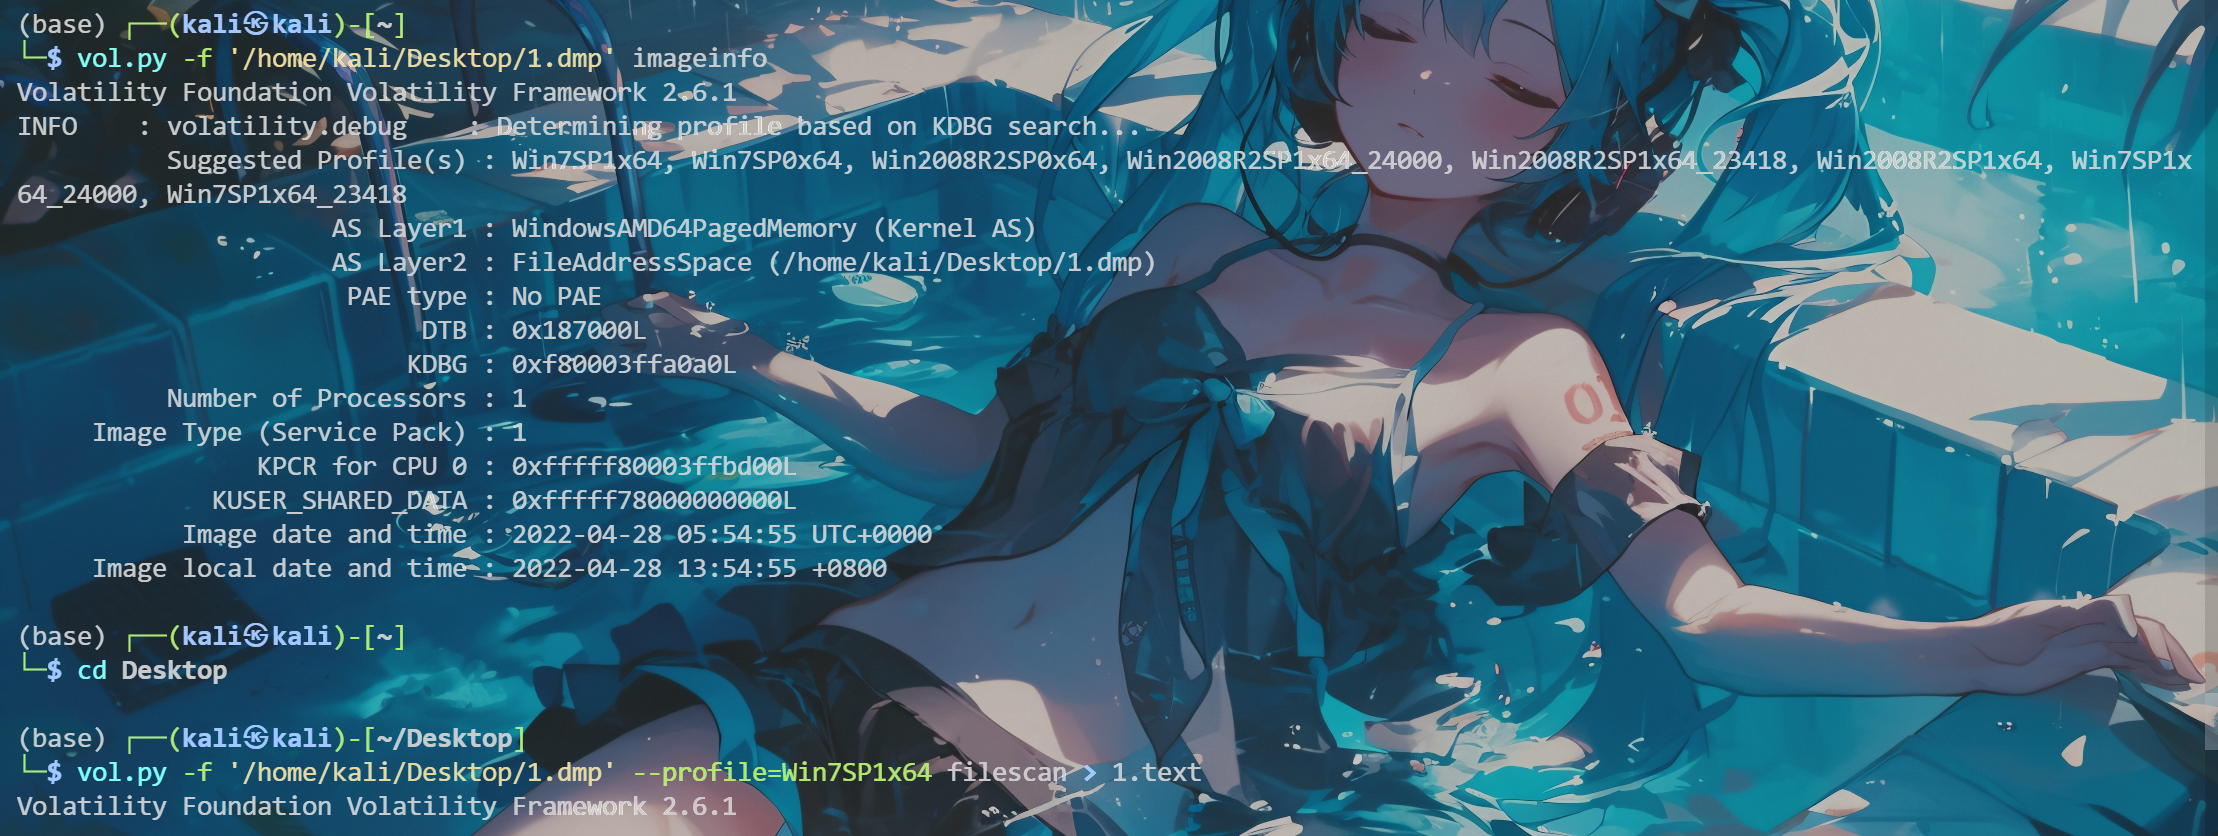 (base) ┌──(kali㉿kali)-[~]
└─$ vol.py -f '/home/kali/Desktop/1.dmp' imageinfo
Volatility Foundation Volatility Framework 2.6.1
INFO    : volatility.debug    : Determining profile based on KDBG search...
          Suggested Profile(s) : Win7SP1x64, Win7SP0x64, Win2008R2SP0x64, Win2008R2SP1x64_24000, Win2008R2SP1x64_23418, Win2008R2SP1x64, Win7SP1x
64_24000, Win7SP1x64_23418
                     AS Layer1 : WindowsAMD64PagedMemory (Kernel AS)
                     AS Layer2 : FileAddressSpace (/home/kali/Desktop/1.dmp)
                      PAE type : No PAE
                           DTB : 0x187000L
                          KDBG : 0xf80003ffa0a0L
          Number of Processors : 1
     Image Type (Service Pack) : 1
                KPCR for CPU 0 : 0xfffff80003ffbd00L
             KUSER_SHARED_DATA : 0xfffff78000000000L
           Image date and time : 2022-04-28 05:54:55 UTC+0000
     Image local date and time : 2022-04-28 13:54:55 +0800
(base) ┌──(kali㉿kali)-[~]
└─$ cd Desktop
(base) ┌──(kali㉿kali)-[~/Desktop]
└─$ vol.py -f '/home/kali/Desktop/1.dmp' --profile=Win7SP1x64 filescan > 1.text
Volatility Foundation Volatility Framework 2.6.1
01